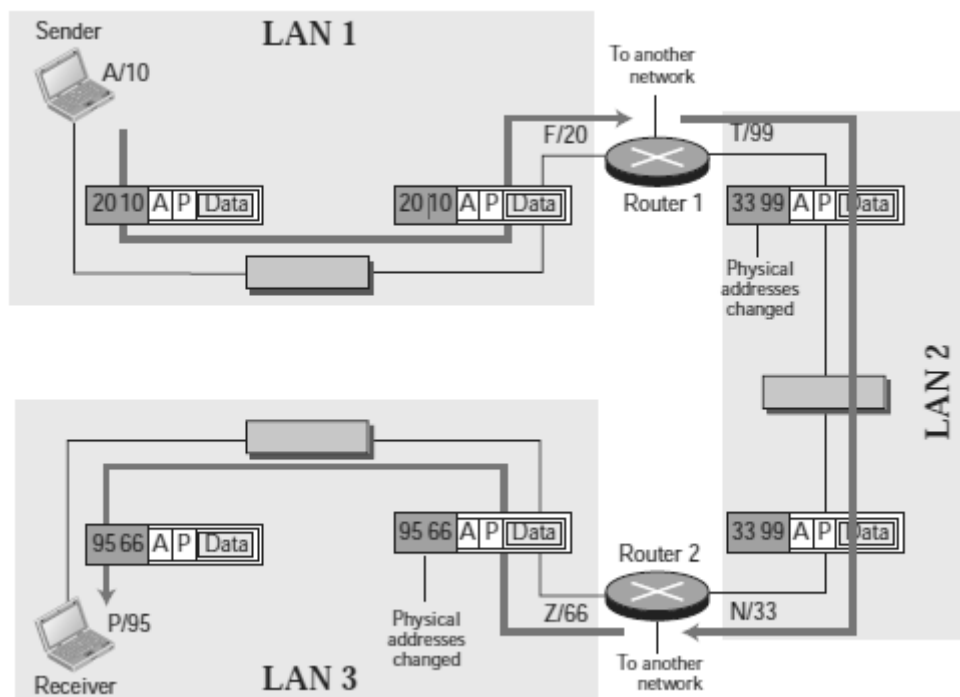 Sender
LAN 1
A/10
To another
network
F/20
T/99
Router 1
20 10 A P Data
20 10 A P Data
33 99 A P Data
Physical
addresses
changed
LAN 2
95 66 A P Data
95 66 A P Data
33 99 A P Data
Router 2
P/95
Physical
addresses
changed
Z/66
N/33
To another
network
Receiver
LAN 3